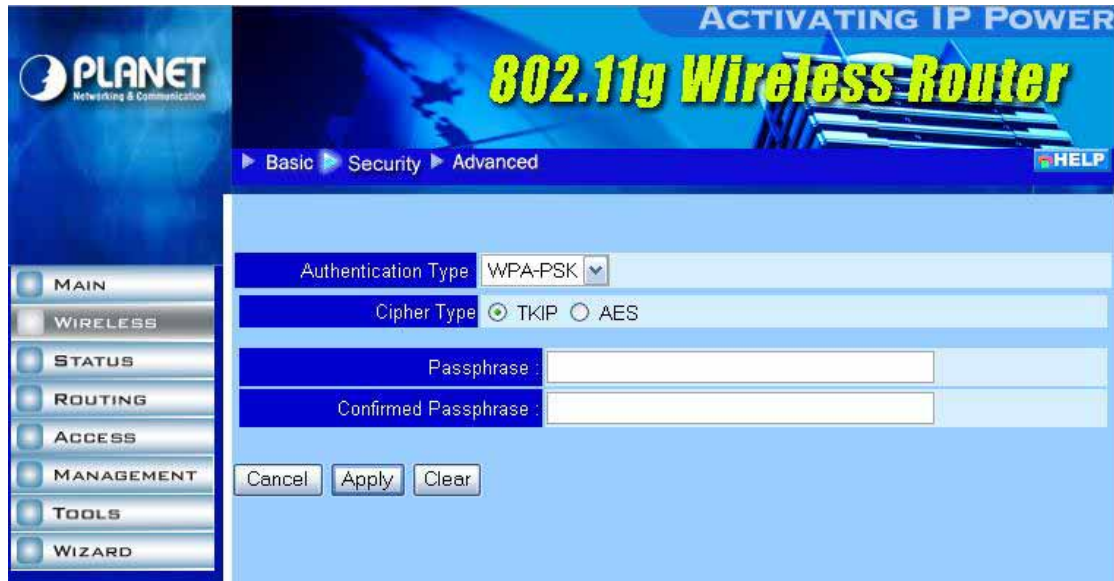 ACTIVATING IP POWER
PLANET
Networking & Communication
802.11g Wireless Router
Basic Security Advanced
HELP
MAIN
WIRELESS
STATUS
ROUTING
ACCESS
MANAGEMENT
TOOLS
WIZARD
Authentication Type WPA-PSK
Cipher Type TKIP AES
Passphrase :
Confirmed Passphrase :
Cancel Apply Clear